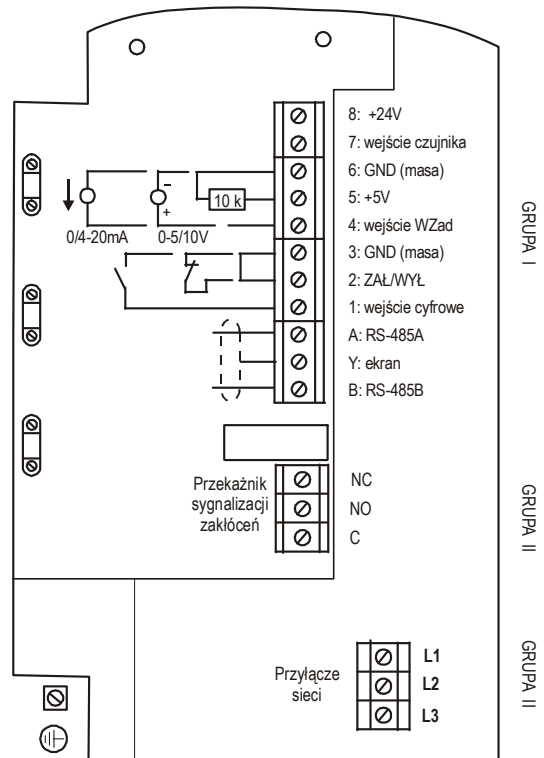 8: +24V
7: wejście czujnika
6: GND (masa)
5: +5V
10 k
4: wejście WZad
0/4-20mA
0-5/10V
3: GND (masa)
2: ZAŁ/WYŁ
1: wejście cyfrowe
A: RS-485A
Y: ekran
B: RS-485B
GRUPA I
Przekaźnik
sygnalizacji
zakłóceń
NC
NO
C
GRUPA II
Przyłącze
sieci
L1
L2
L3
GRUPA II